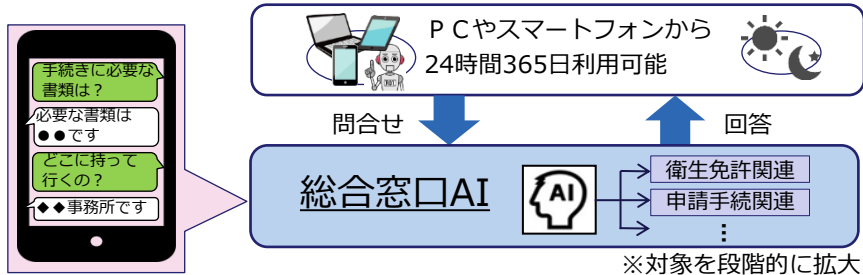 手続きに必要な
書類は？
必要な書類は
●●です
どこに持って
行くの？
◆◆事務所です
ＰＣやスマートフォンから
24時間365日利用可能
問合せ
回答
総合窓口AI
AI
衛生免許関連
申請手続関連
⋮
※対象を段階的に拡大